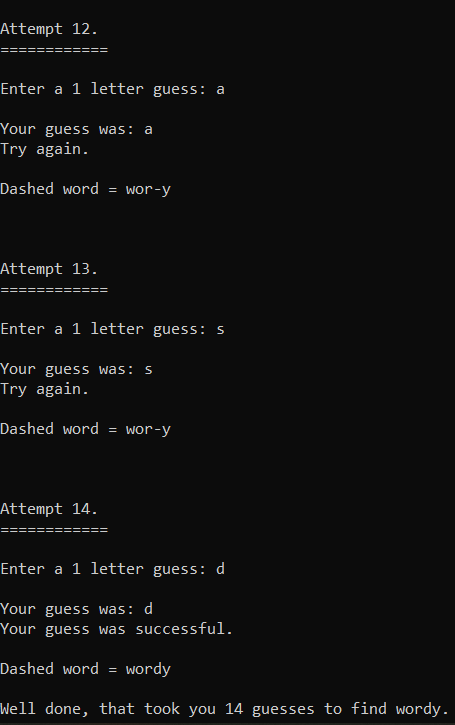 Attempt 12.
============
Enter a 1 letter guess: a
Your guess was: a
Try again.
Dashed word = wor-y
Attempt 13.
============
Enter a 1 letter guess: s
Your guess was: s
Try again.
Dashed word = wor-y
Attempt 14.
============
Enter a 1 letter guess: d
Your guess was: d
Your guess was successful.
Dashed word = wordy
Well done, that took you 14 guesses to find wordy.